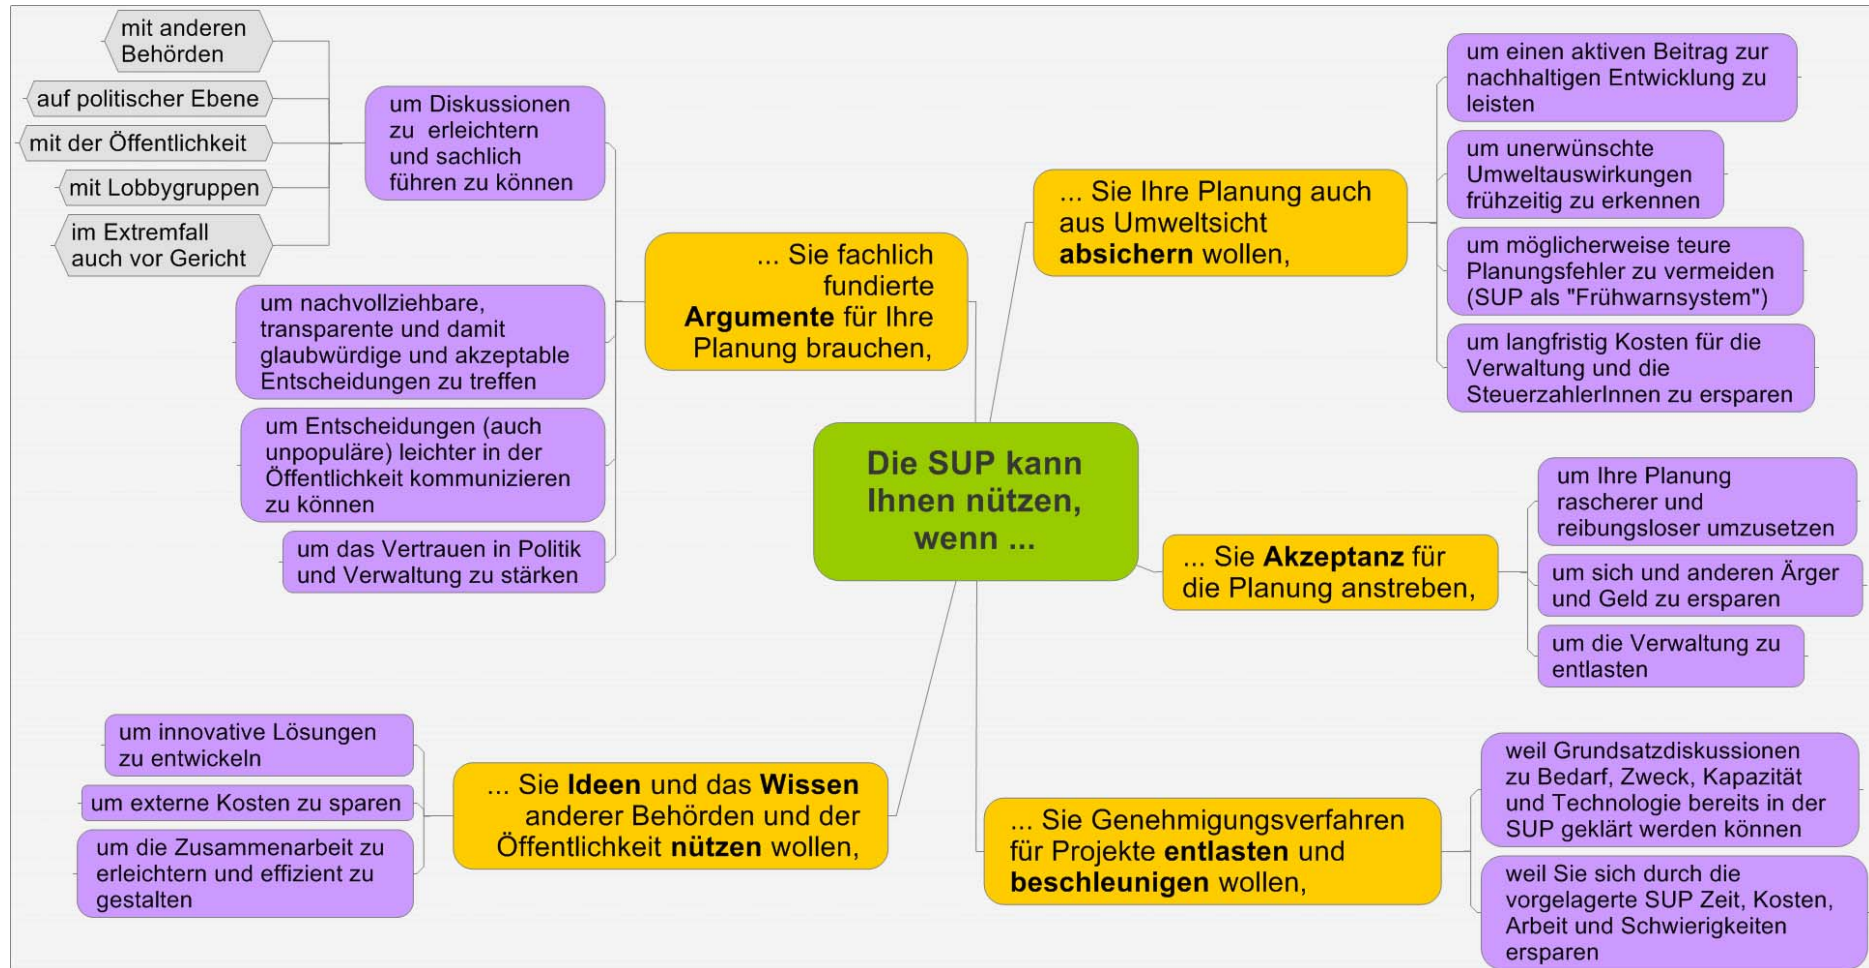 Die SUP kann
Ihnen nützen,
wenn ...
... Sie fachlich
fundierte
Argumente für Ihre
Planung brauchen,
um Diskussionen
zu erleichtern
und sachlich
führen zu können
mit anderen
Behörden
auf politischer Ebene
mit der Öffentlichkeit
mit Lobbygruppen
im Extremfall
auch vor Gericht
um nachvollziehbare,
transparente und damit
glaubwürdige und akzeptable
Entscheidungen zu treffen
um Entscheidungen (auch
unpopuläre) leichter in der
Öffentlichkeit kommunizieren
zu können
um das Vertrauen in Politik
und Verwaltung zu stärken
... Sie Ideen und das Wissen
anderer Behörden und der
Öffentlichkeit nützen wollen,
um innovative Lösungen
zu entwickeln
um externe Kosten zu sparen
um die Zusammenarbeit zu
erleichtern und effizient zu
gestalten
... Sie Ihre Planung auch
aus Umweltsicht
absichern wollen,
um einen aktiven Beitrag zur
nachhaltigen Entwicklung zu
leisten
um unerwünschte
Umweltauswirkungen
frühzeitig zu erkennen
um möglicherweise teure
Planungsfehler zu vermeiden
(SUP als "Frühwarnsystem")
um langfristig Kosten für die
Verwaltung und die
SteuerzahlerInnen zu ersparen
... Sie Akzeptanz für
die Planung anstreben,
um Ihre Planung
rascherer und
reibungsloser umzusetzen
um sich und anderen Ärger
und Geld zu ersparen
um die Verwaltung zu
entlasten
... Sie Genehmigungsverfahren
für Projekte entlasten und
beschleunigen wollen,
weil Grundsatzdiskussionen
zu Bedarf, Zweck, Kapazität
und Technologie bereits in der
SUP geklärt werden können
weil Sie sich durch die
vorgelagerte SUP Zeit, Kosten,
Arbeit und Schwierigkeiten
ersparen